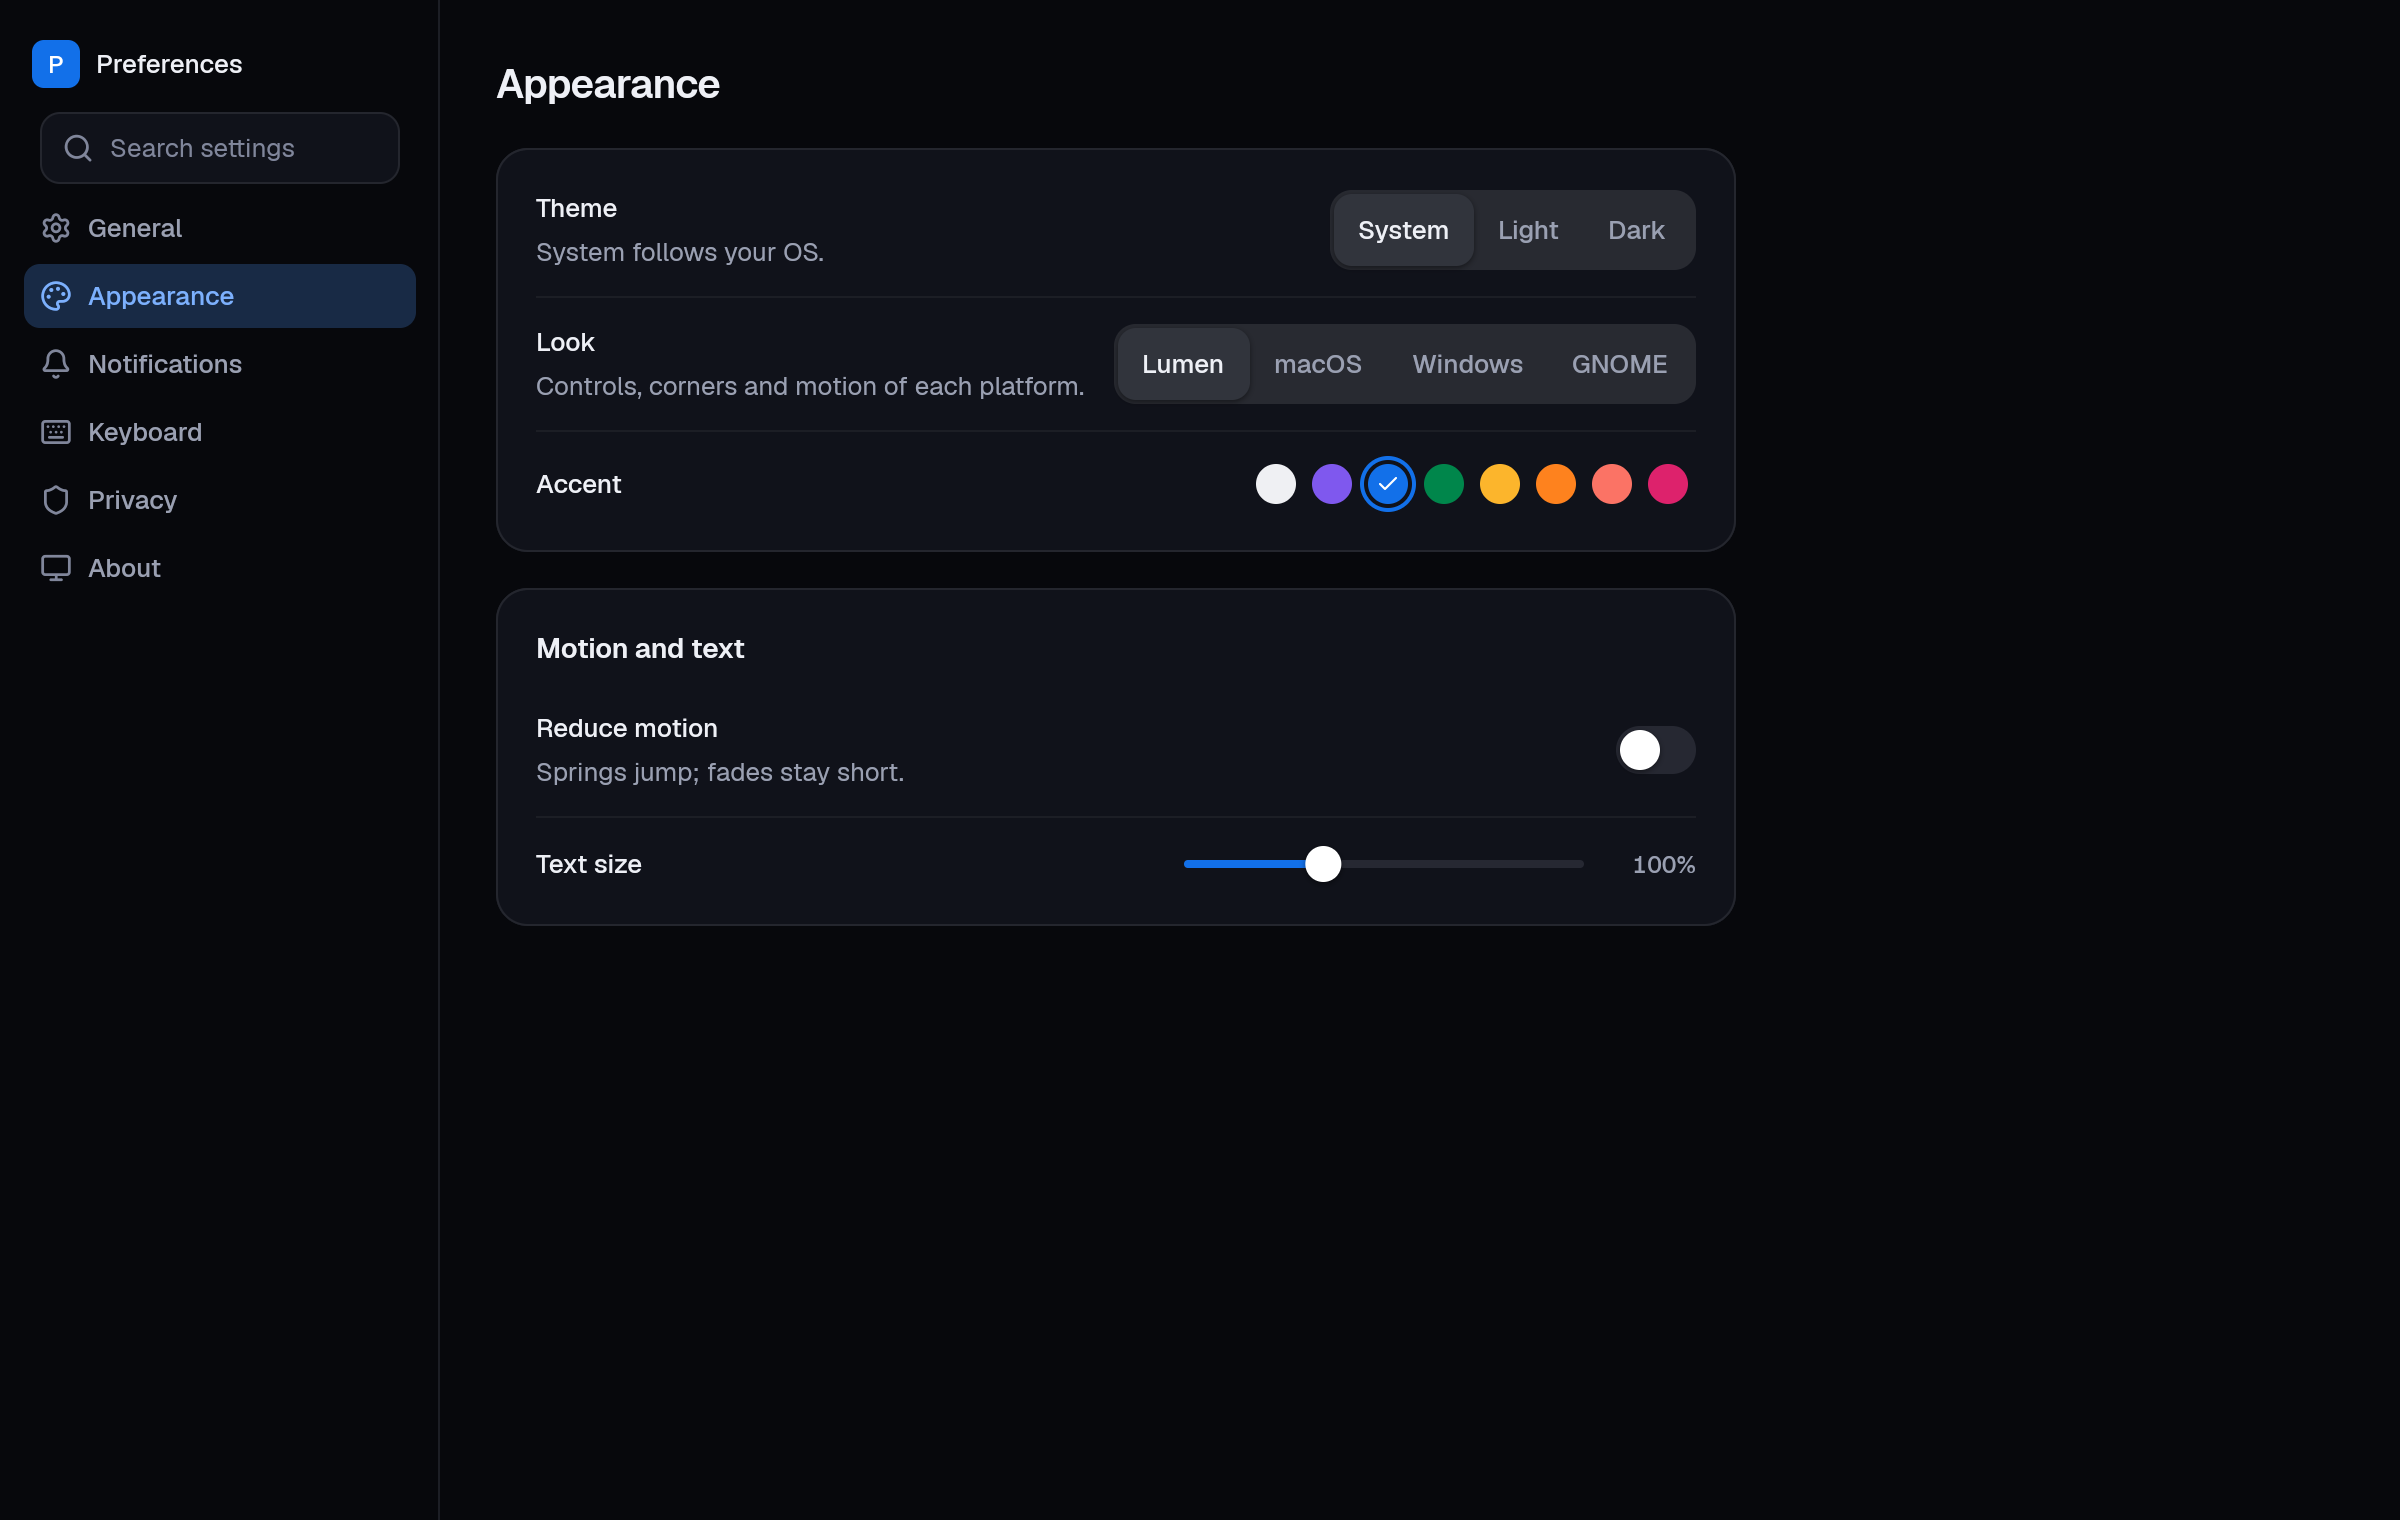 P
Preferences
Search settings
General
Appearance
Notifications
Keyboard
Privacy
About
Appearance
Theme
System follows your OS.
System Light Dark
Look
Controls, corners and motion of each platform.
Lumen macOS Windows GNOME
Accent
Motion and text
Reduce motion
Springs jump; fades stay short.
Text size
100%